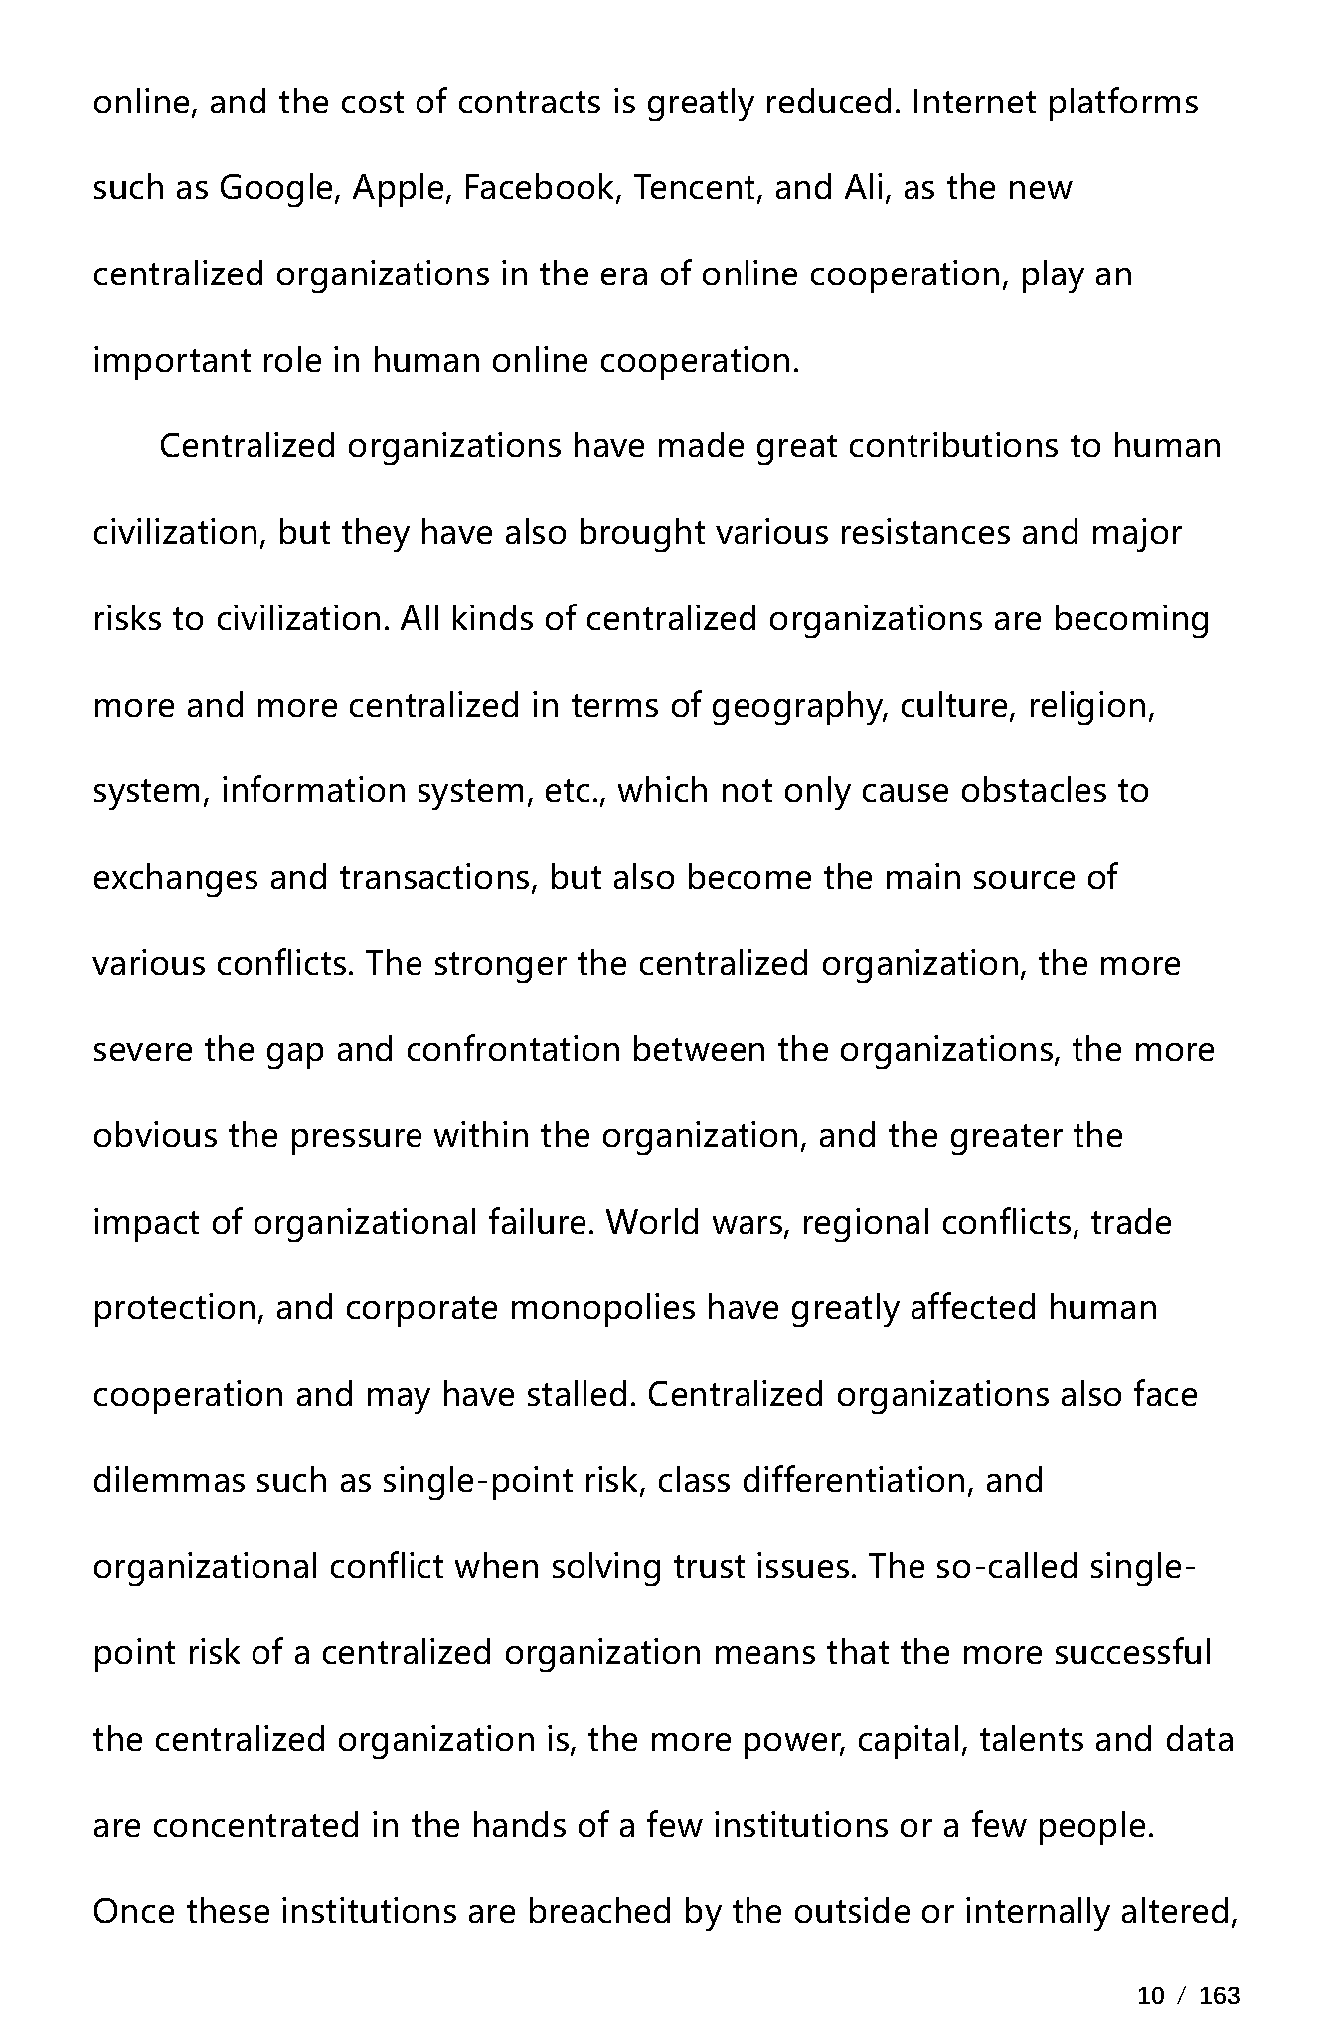 online, and the cost of contracts is greatly reduced. Internet platforms
such as Google, Apple, Facebook, Tencent, and Ali, as the new
centralized organizations in the era of online cooperation, play an
important role in human online cooperation.
Centralized organizations have made great contributions to human
civilization, but they have also brought various resistances and major
risks to civilization. All kinds of centralized organizations are becoming
more and more centralized in terms of geography, culture, religion,
system, information system, etc., which not only cause obstacles to
exchanges and transactions, but also become the main source of
various conflicts. The stronger the centralized organization, the more
severe the gap and confrontation between the organizations, the more
obvious the pressure within the organization, and the greater the
impact of organizational failure. World wars, regional conflicts, trade
protection, and corporate monopolies have greatly affected human
cooperation and may have stalled. Centralized organizations also face
dilemmas such as single-point risk, class differentiation, and
organizational conflict when solving trust issues. The so-called single-
point risk of a centralized organization means that the more successful
the centralized organization is, the more power, capital, talents and data
are concentrated in the hands of a few institutions or a few people.
Once these institutions are breached by the outside or internally altered,
10 / 163